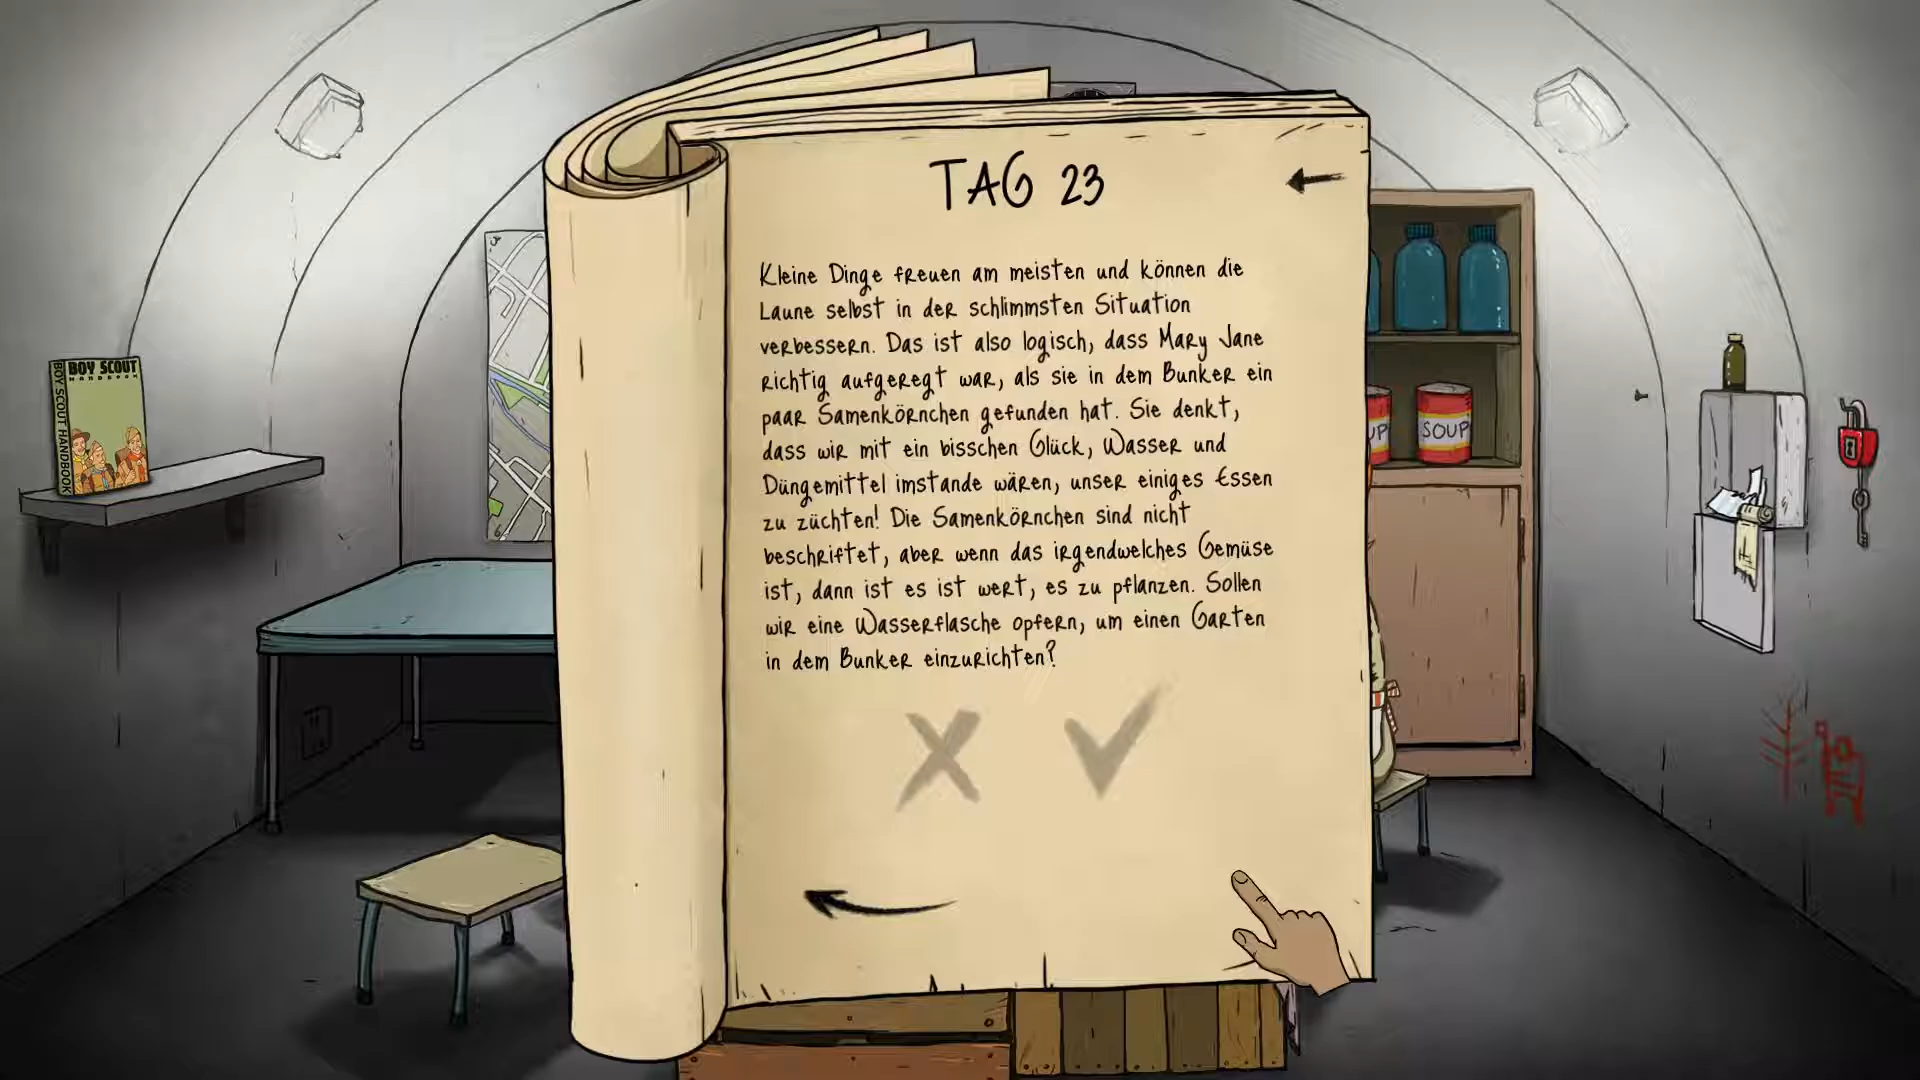 TAG 23
Kleine Dinge freuen am meisten und können die
Laune selbst in der schlimmsten Situation
verbessern. Das ist also logisch, dass Mary Jane
richtig aufgeregt war, als sie in dem Bunker ein
paar Samenkörnchen gefunden hat. Sie denkt,
dass wir mit ein bisschen Glück, Wasser und
Düngemittel imstande wären, unser einiges Essen
zu züchten! Die Samenkörnchen sind nicht
beschriftet, aber wenn das irgendwelches Gemüse
ist, dann ist es ist wert, es zu pflanzen. Sollen
wir eine Wasserflasche opfern, um einen Garten
in dem Bunker einzurichten?
BOY SCOUT
HANDBOOK
BOY SCOUT HANDBOOK
UP
SOUP